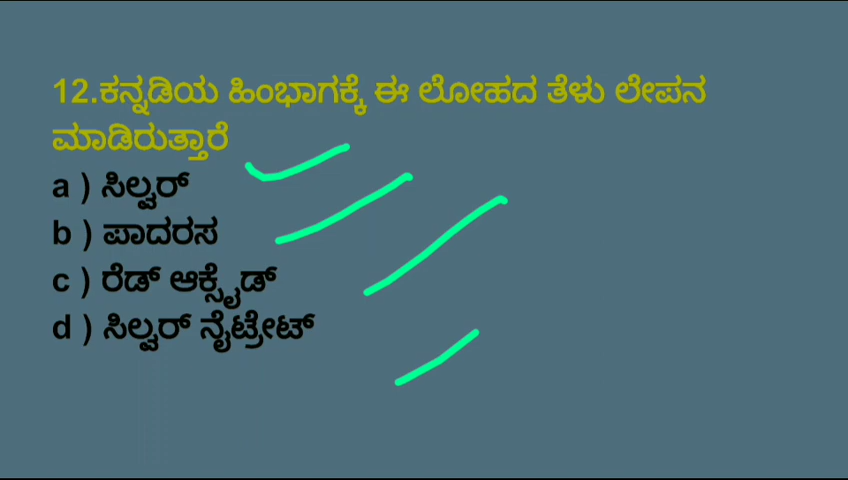 12.ಕನ್ನಡಿಯ ಹಿಂಭಾಗಕ್ಕೆ ಈ ಲೋಹದ ತೆಳು ಲೇಪನ
ಮಾಡಿರುತ್ತಾರೆ
a ) ಸಿಲ್ವರ್
b ) ಪಾದರಸ
c ) ರೆಡ್ ಆಕ್ಸೈಡ್
d ) ಸಿಲ್ವರ್ ನೈಟ್ರೇಟ್